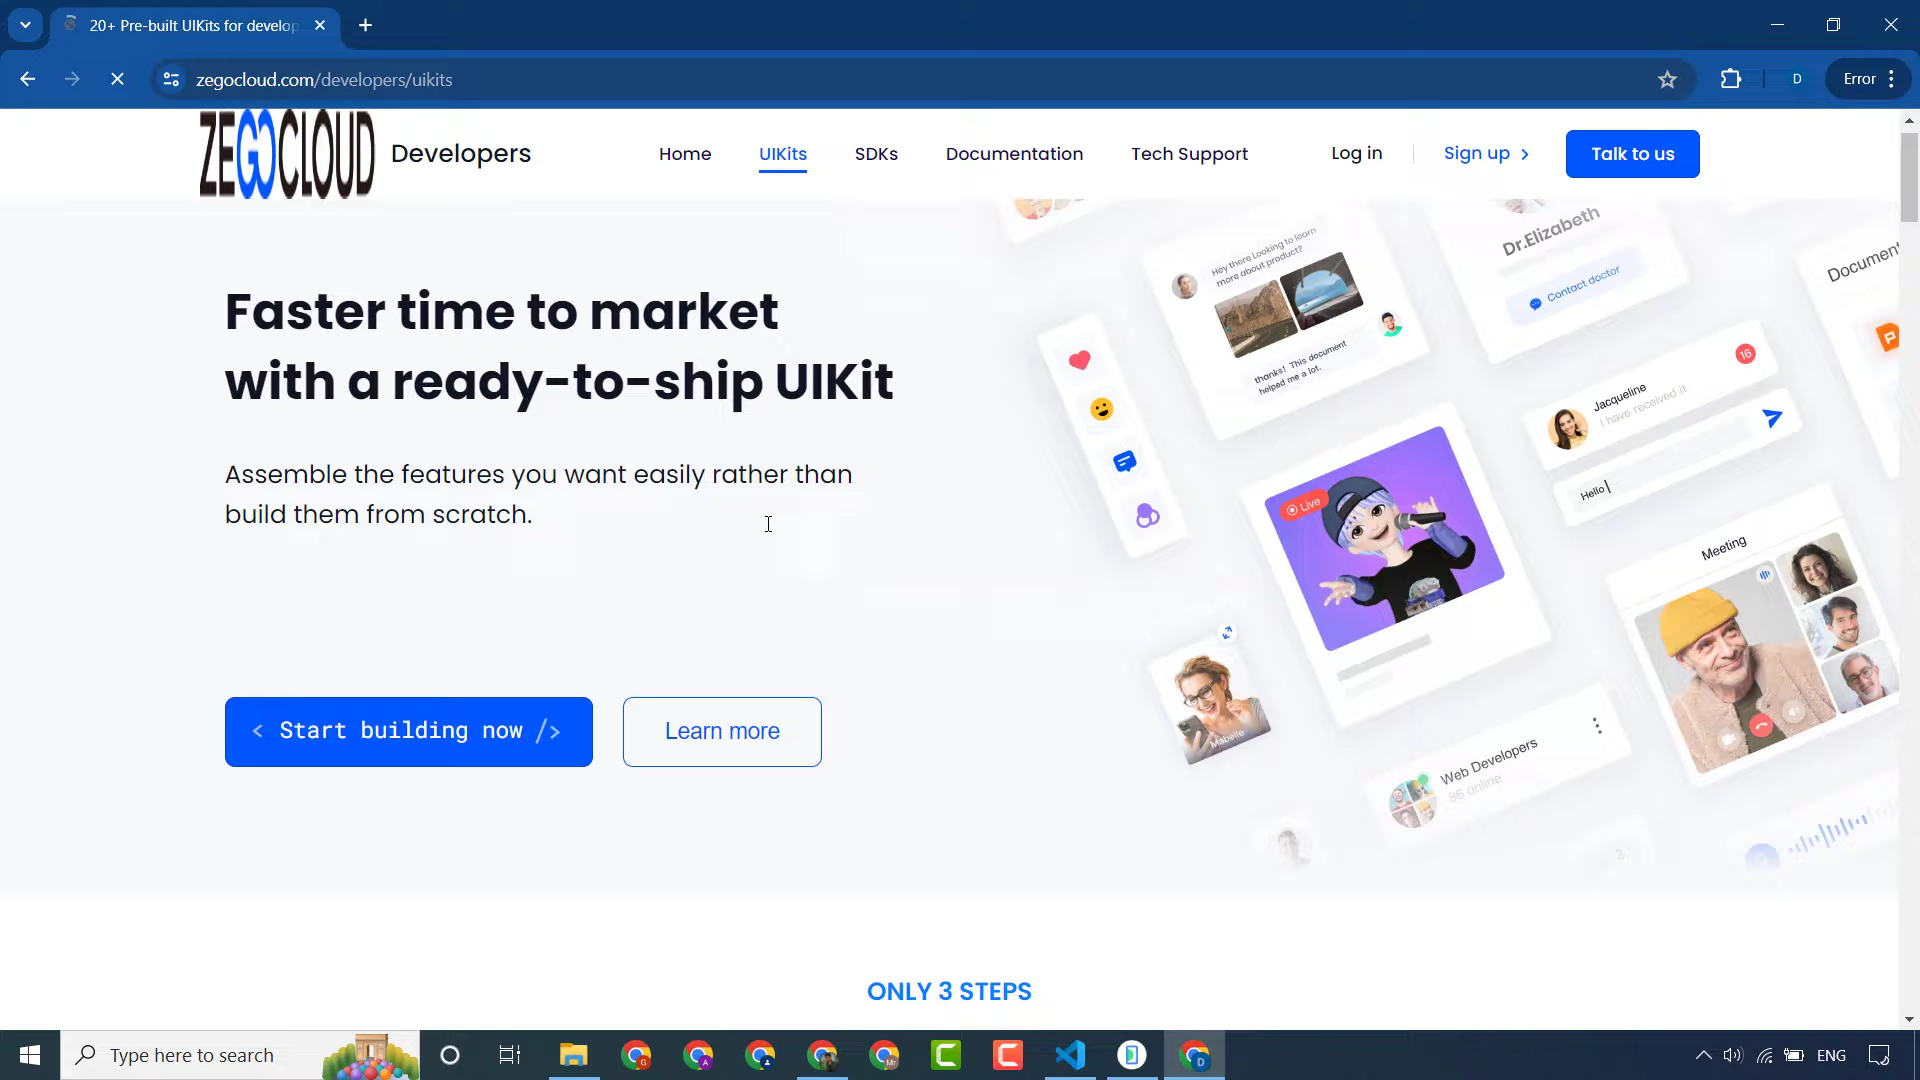 20+ Pre-built UIKits for develop
zegocloud.com/developers/uikits
D
Error
ZEGOCLOUD
Developers
Home
UIKits
SDKs
Documentation
Tech Support
Log in
Sign up
Talk to us
Faster time to market
with a ready-to-ship UIKit
Assemble the features you want easily rather than
build them from scratch.
< Start building now />
Learn more
Hey there Looking to learn
more about product?
thanks! This document
helped me a lot.
Dr.Elizabeth
Contact doctor
Document
P
16
Jacqueline
I have received it
Hello
Live
Meeting
Mabelle
Web Developers
86 online
ONLY 3 STEPS
Type here to search
ENG